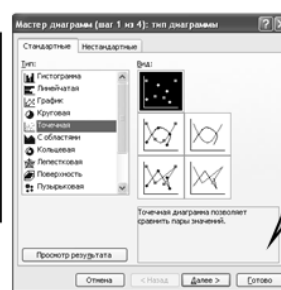 Мастер диаграмм (шаг 1 из 4): тип диаграммы
Стандартные Нестандартные
Тип: Вид:
Гистограмма
Линейчатая
График
Круговая
Точечная
С областями
Кольцевая
Лепестковая
Поверхность
Пузырьковая
Точечная диаграмма позволяет
сравнить пары значений.
Просмотр результата
Отмена < Назад Далее > Готово